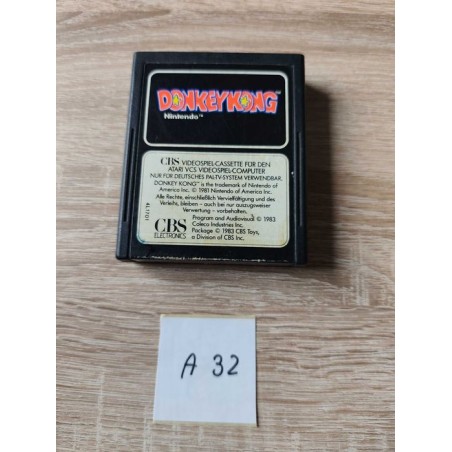 DONKEY KONG™
Nintendo™
CBS VIDEOSPIEL-CASSETTE FÜR DEN
ATARI VCS VIDEOSPIEL-COMPUTER
NUR FÜR DEUTSCHES PAL-TV-SYSTEM VERWENDBAR.
DONKEY KONG™ is the trademark of Nintendo of
America Inc. © 1981 Nintendo of America Inc.
Alle Rechte, einschließlich Vervielfältigung und des
Verleihs, bleiben – auch bei nur auszugsweiser
Verwertung – vorbehalten.
CBS
ELECTRONICS
Program and Audiovisual © 1983
Coleco Industries Inc.
Package © 1983 CBS Toys,
a Division of CBS Inc.
A 32